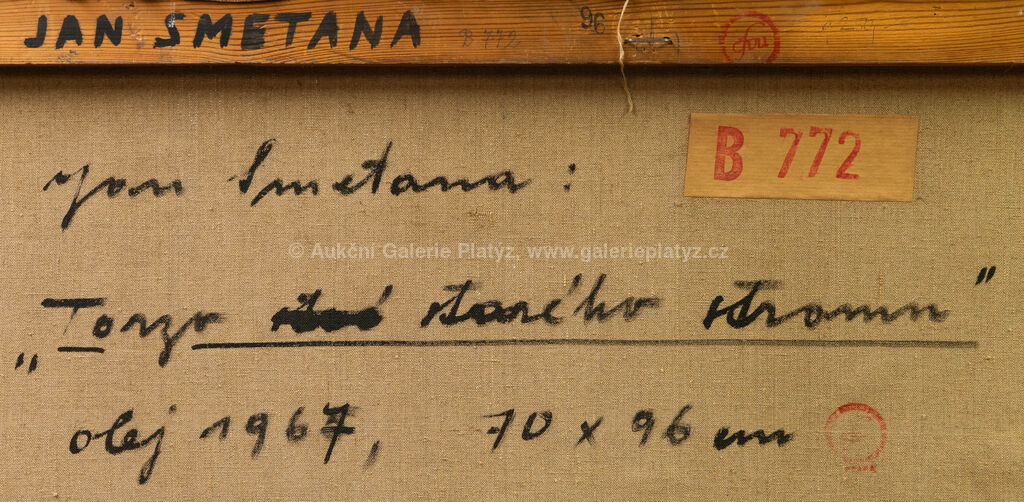 JAN SMETANA B 772 96 čfvu
B 772
Jan Smetana:
© Aukční Galerie Platýz, www.galerieplatyz.cz
„Torzo starého stromu"
olej 1967, 70 x 96 cm